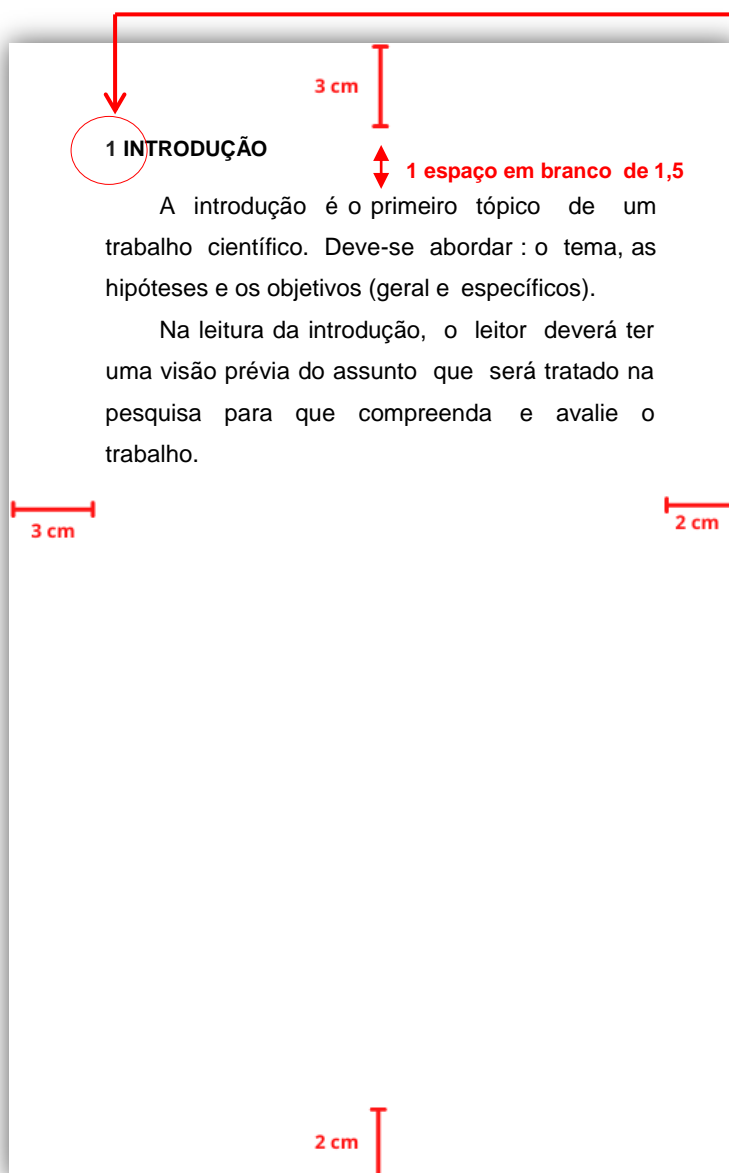 3 cm
1 INTRODUÇÃO
1 espaço em branco de 1,5
A introdução é o primeiro tópico de um
trabalho científico. Deve-se abordar : o tema, as
hipóteses e os objetivos (geral e específicos).
Na leitura da introdução, o leitor deverá ter
uma visão prévia do assunto que será tratado na
pesquisa para que compreenda e avalie o
trabalho.
3 cm
2 cm
2 cm